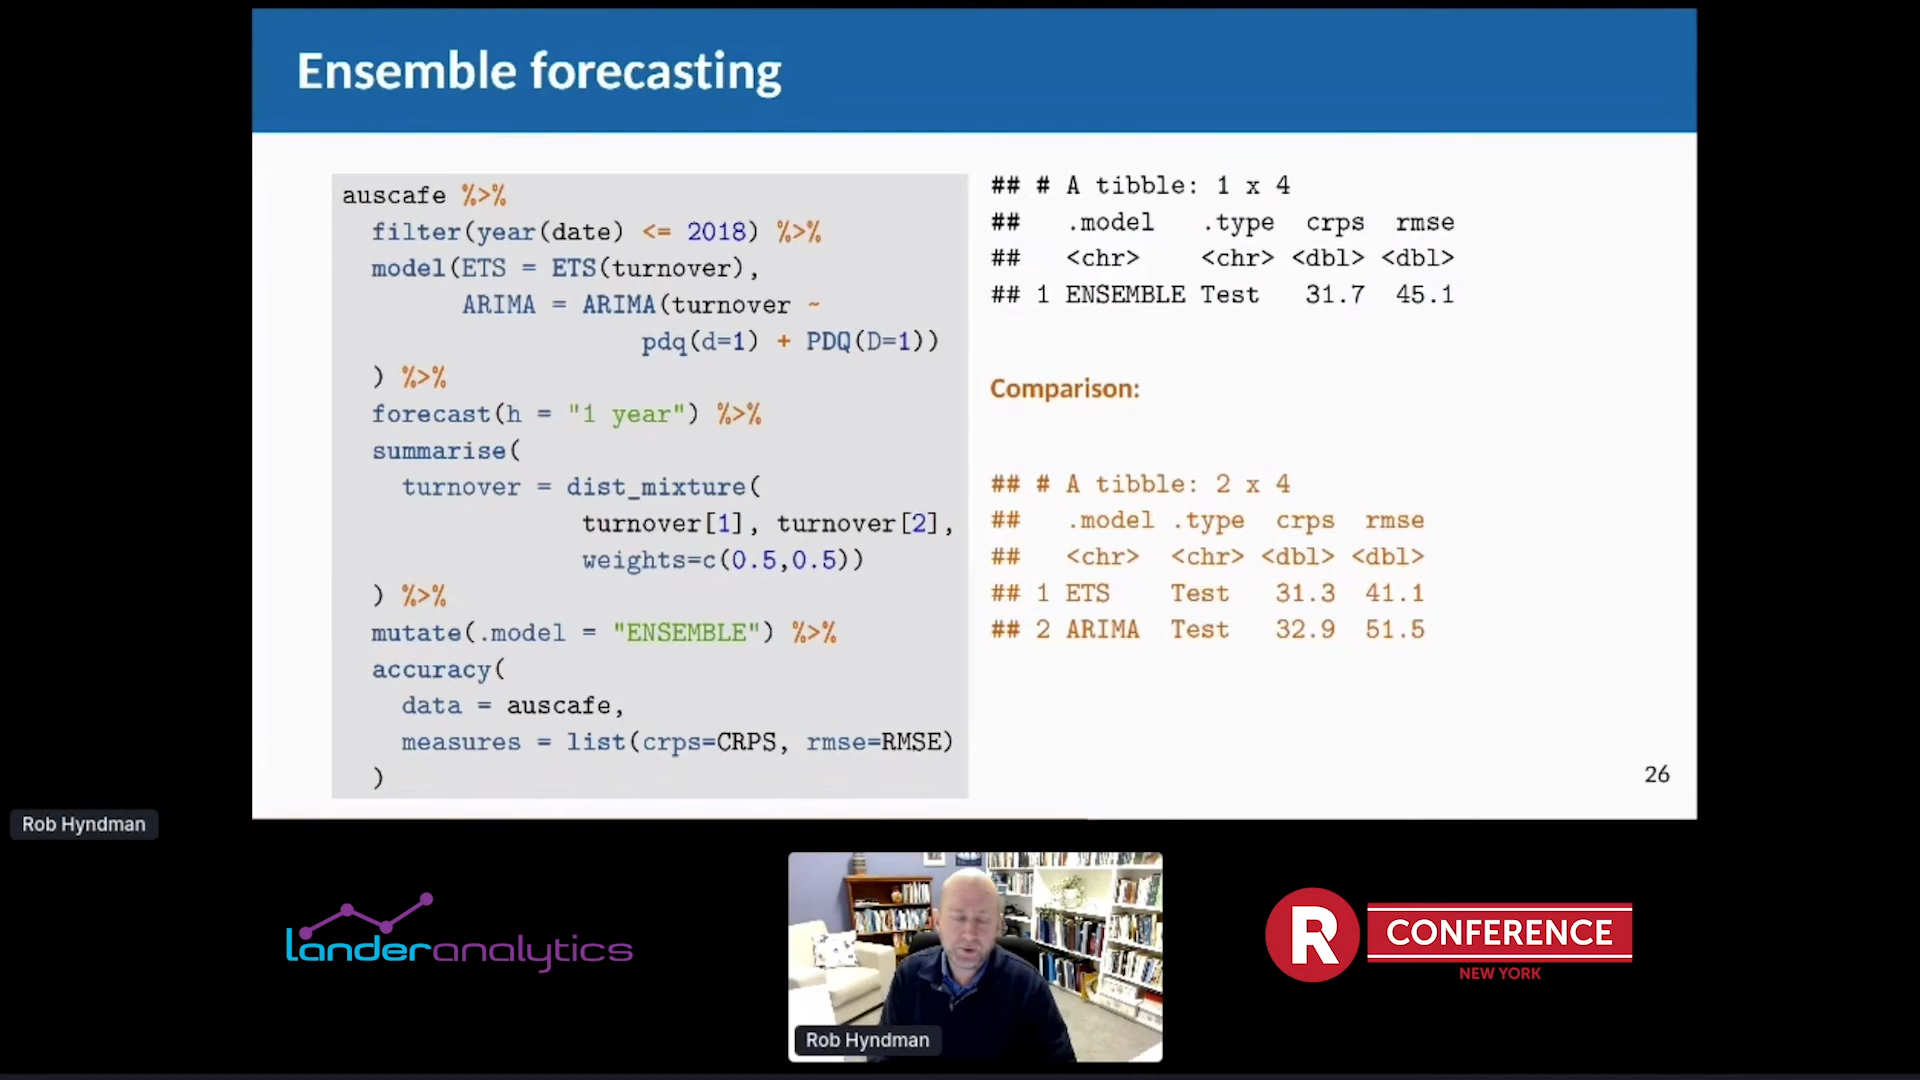 Ensemble forecasting
auscafe %>%
filter(year(date) <= 2018) %>%
model(ETS = ETS(turnover),
ARIMA = ARIMA(turnover ~
pdq(d=1) + PDQ(D=1))
) %>%
forecast(h = "1 year") %>%
summarise(
turnover = dist_mixture(
turnover[1], turnover[2],
weights=c(0.5,0.5))
) %>%
mutate(.model = "ENSEMBLE") %>%
accuracy(
data = auscafe,
measures = list(crps=CRPS, rmse=RMSE)
)
## # A tibble: 1 x 4
## .model .type crps rmse
## <chr> <chr> <dbl> <dbl>
## 1 ENSEMBLE Test 31.7 45.1
Comparison:
## # A tibble: 2 x 4
## .model .type crps rmse
## <chr> <chr> <dbl> <dbl>
## 1 ETS Test 31.3 41.1
## 2 ARIMA Test 32.9 51.5
26
Rob Hyndman
landeranalytics
Rob Hyndman
R CONFERENCE
NEW YORK